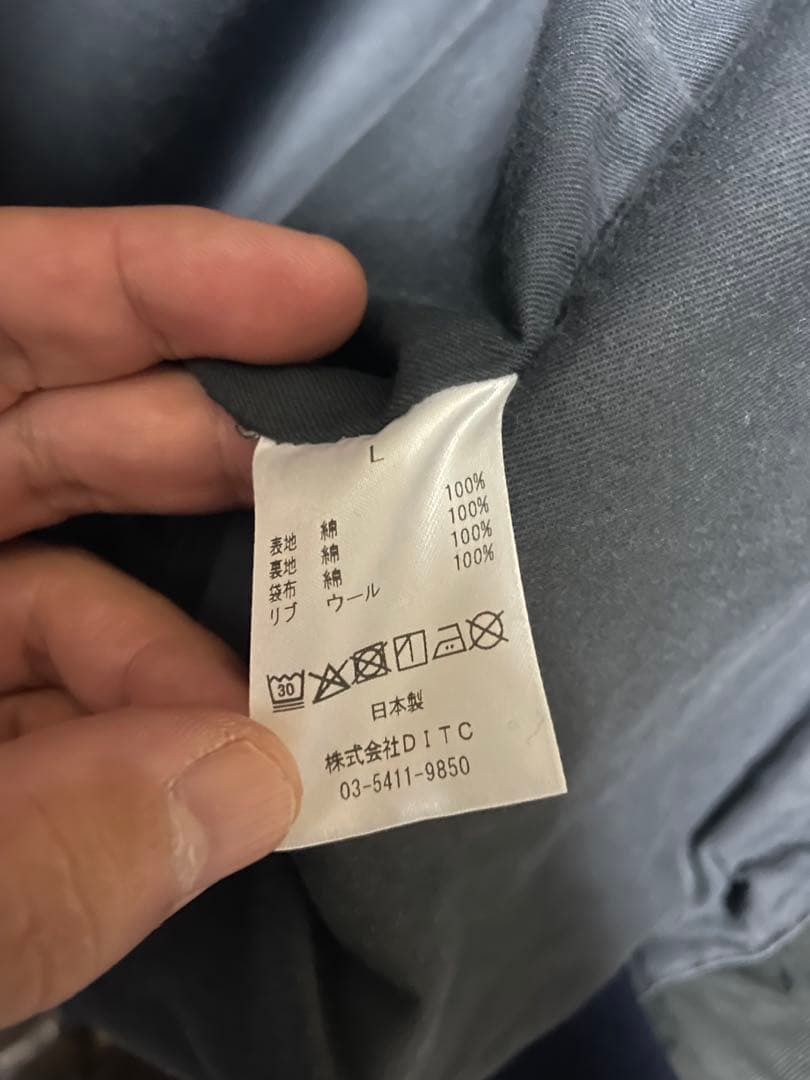 L
表地 綿 100%
裏地 綿 100%
袋布 綿 100%
リブ ウール 100%
30
日本製
株式会社DITC
03-5411-9850